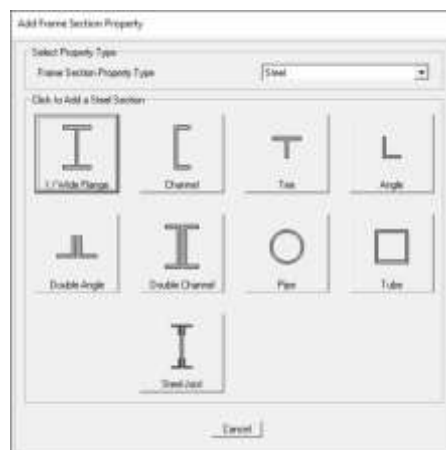 Add Frame Section Property
Select Property Type
Frame Section Property Type
Steel
Click to Add a Steel Section
I / Wide Flange
Channel
Tee
Angle
Double Angle
Double Channel
Pipe
Tube
Steel Joist
Cancel